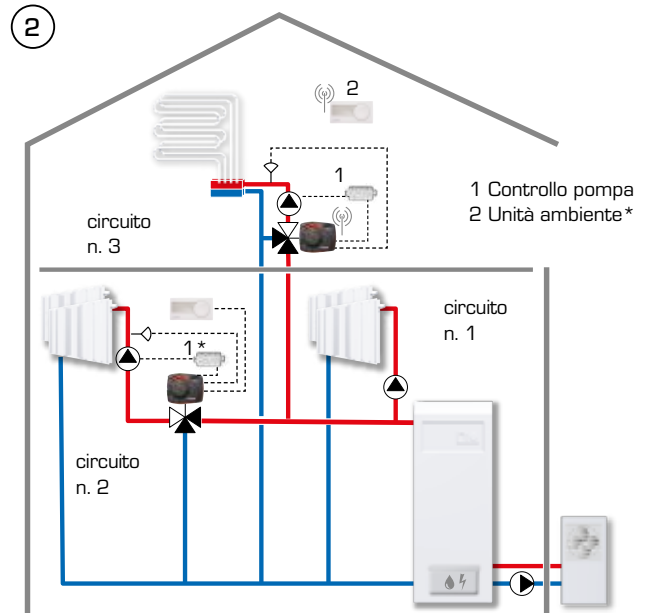 2
2
1
1 Controllo pompa
2 Unità ambiente*
circuito
n. 3
circuito
n. 1
1*
circuito
n. 2